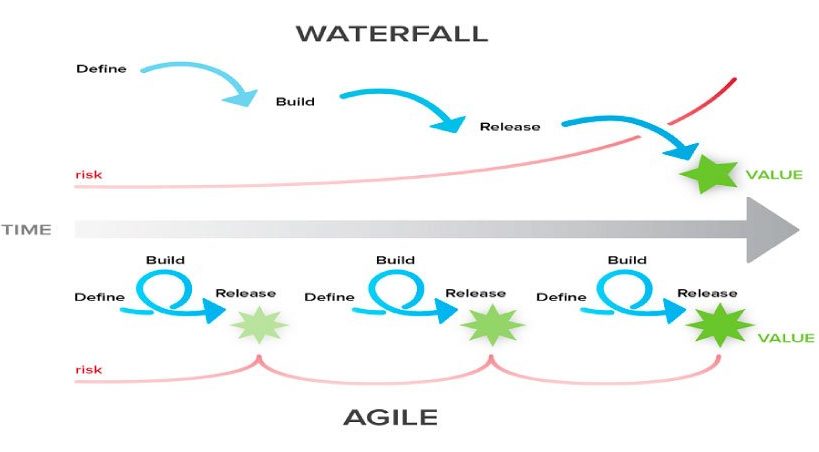 WATERFALL
Define
Build
Release
risk
VALUE
TIME
Build
Build
Build
Define
Release
Define
Release
Define
Release
VALUE
risk
AGILE